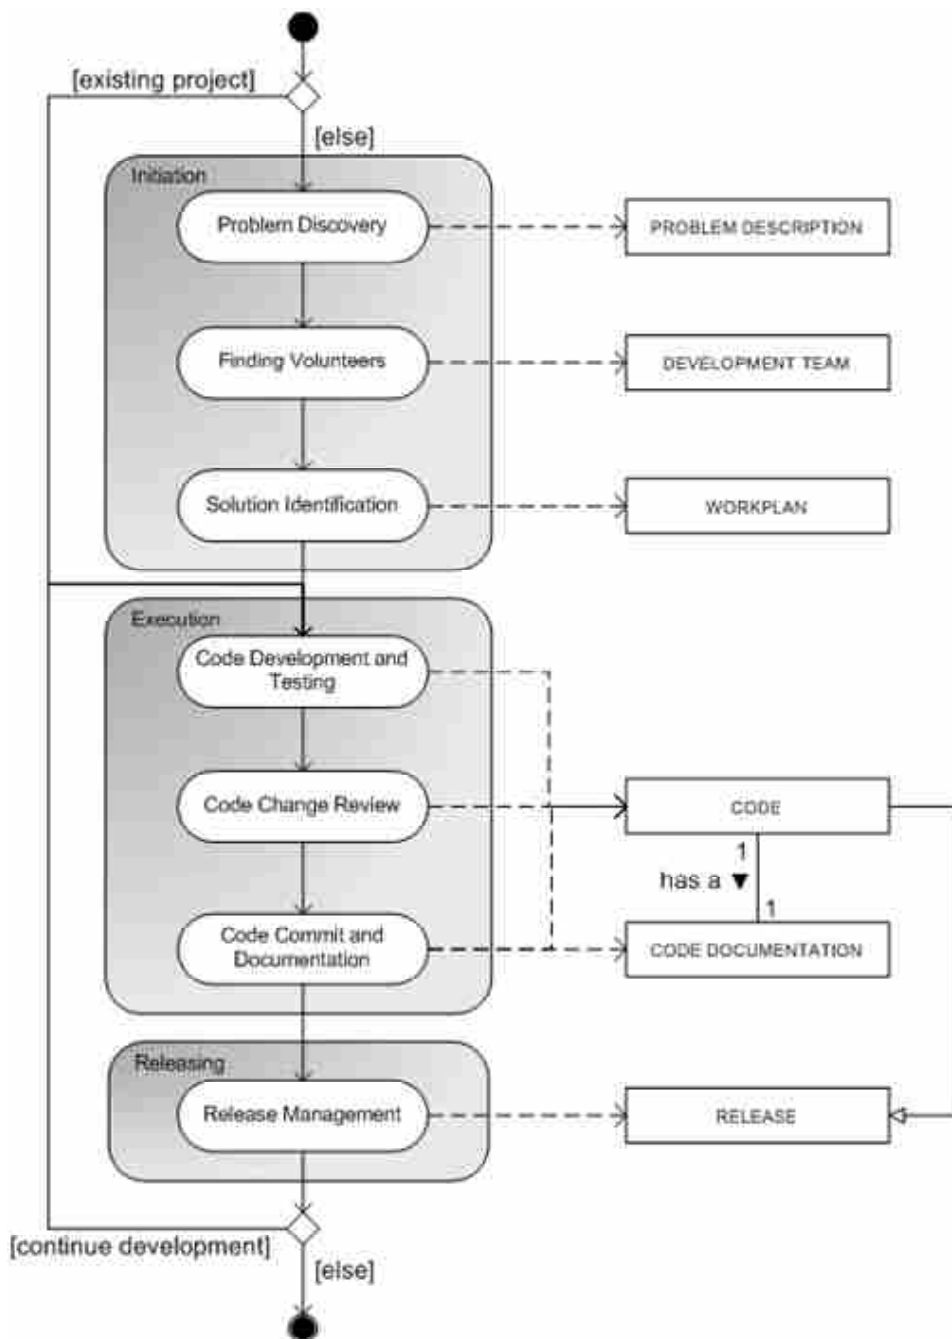 [existing project]
[else]
Initiation
Problem Discovery
PROBLEM DESCRIPTION
Finding Volunteers
DEVELOPMENT TEAM
Solution Identification
WORKPLAN
Execution
Code Development and
Testing
Code Change Review
CODE
1
has a ▼
1
Code Commit and
Documentation
CODE DOCUMENTATION
Releasing
Release Management
RELEASE
[continue development]
[else]